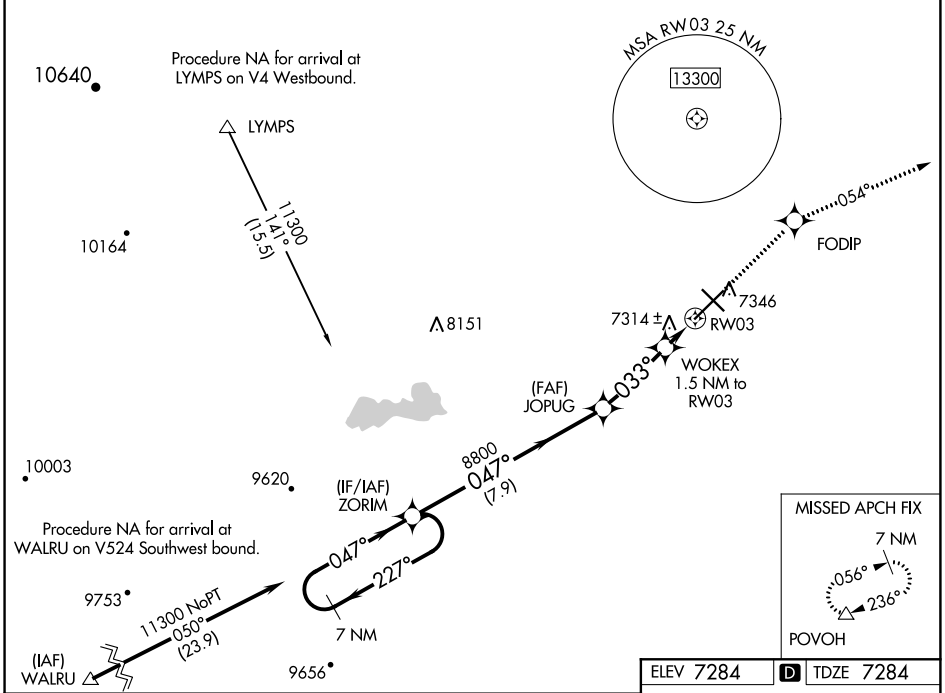 10640
Procedure NA for arrival at
LYMPS on V4 Westbound.
LYMPS
MSA RW03 25 NM
13300
11300
141°
(15.5)
10164
054°
FODIP
8151
7314 ±
7346
RW03
WOKEX
1.5 NM to
RW03
033°
(FAF)
JOPUG
8800
047°
(7.9)
10003
9620
(IF/IAF)
ZORIM
Procedure NA for arrival at
WALRU on V524 Southwest bound.
047°
227°
7 NM
9753
11300 NoPT
050°
(23.9)
(IAF)
WALRU
9656
MISSED APCH FIX
7 NM
056°
236°
POVOH
ELEV 7284 D TDZE 7284